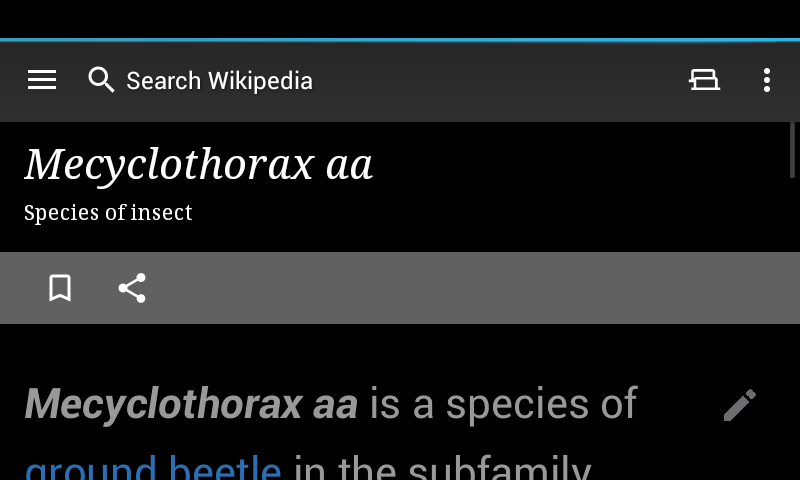 Search Wikipedia
Mecyclothorax aa
Species of insect
Mecyclothorax aa is a species of
ground beetle in the subfamily